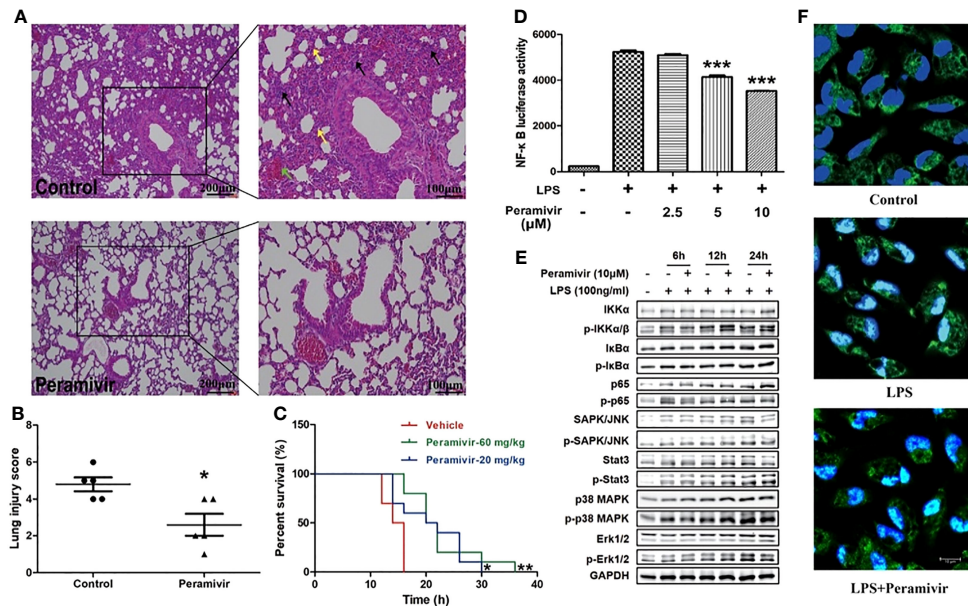 A
Control
200μm
100μm
Peramivir
200μm
100μm
B
Lung injury score
6
4
2
0
*
Control
Peramivir
C
Percent survival (%)
100
50
0
Vehicle
Peramivir-60 mg/kg
Peramivir-20 mg/kg
* **
0 10 20 30 40
Time (h)
D
NF-κ B luciferase activity
6000
4000
2000
0
*** ***
LPS - + + + +
Peramivir (μM) - - 2.5 5 10
E
6h 12h 24h
Peramivir (10μM) - - + - + - +
LPS (100ng/ml) - + + + + + +
IKKα
p-IKKα/β
IκBα
p-IκBα
p65
p-p65
SAPK/JNK
p-SAPK/JNK
Stat3
p-Stat3
p38 MAPK
p-p38 MAPK
Erk1/2
p-Erk1/2
GAPDH
F
Control
LPS
10 μm
LPS+Peramivir